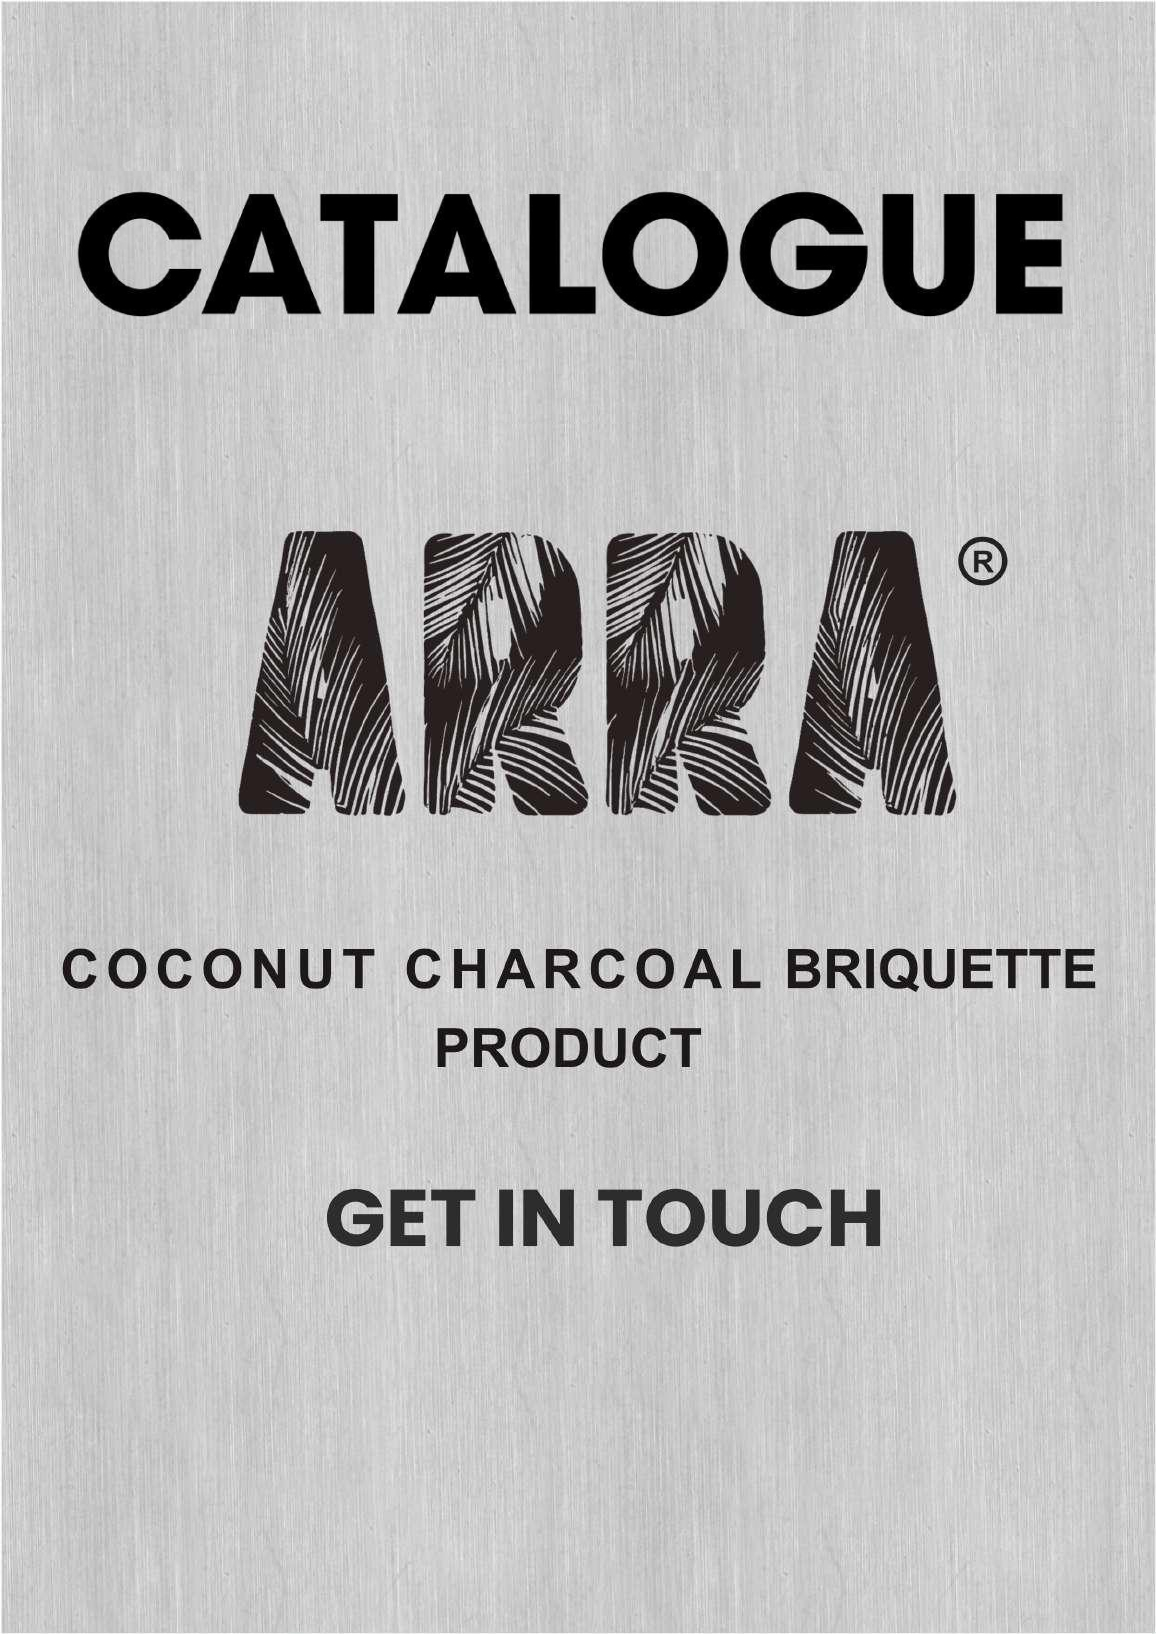 CATALOGUE
ARRA®
COCONUT CHARCOAL BRIQUETTE
PRODUCT
GET IN TOUCH